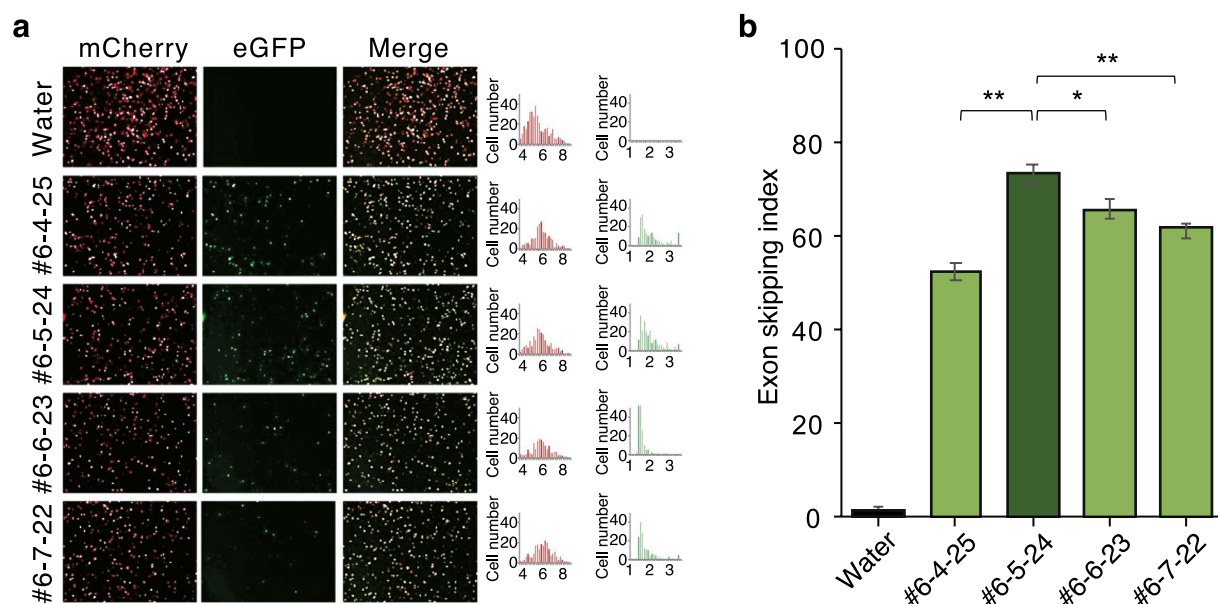 a
mCherry eGFP Merge
Water
Cell number
40
20
0
4 6 8
Cell number
40
20
0
1 2 3
#6-4-25
Cell number
40
20
0
4 6 8
Cell number
40
20
0
1 2 3
#6-5-24
Cell number
40
20
0
4 6 8
Cell number
40
20
0
1 2 3
#6-6-23
Cell number
40
20
0
4 6 8
Cell number
40
20
0
1 2 3
#6-7-22
Cell number
40
20
0
4 6 8
Cell number
40
20
0
1 2 3
b
Exon skipping index
100
80
60
40
20
0
**
** *
Water #6-4-25 #6-5-24 #6-6-23 #6-7-22